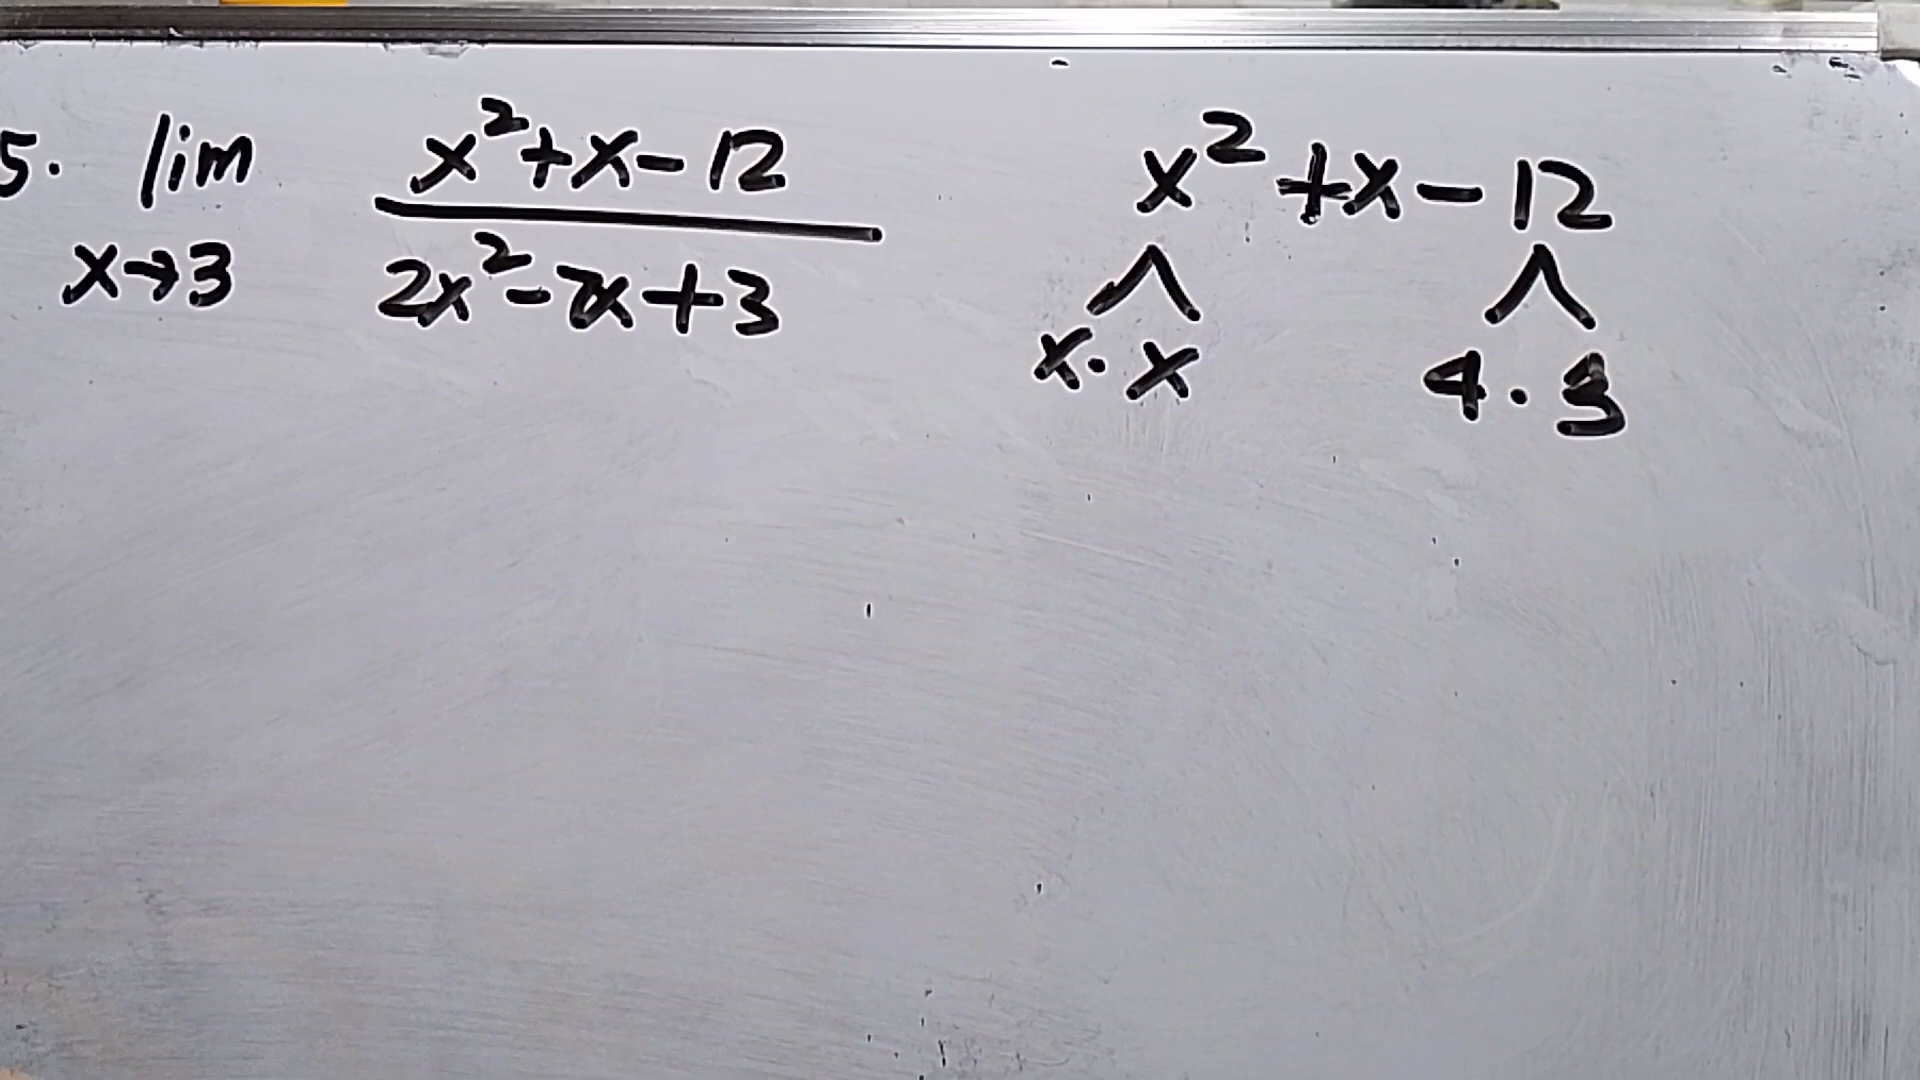 5. lim x→3 (x²+x-12)/(2x²-7x+3)
x²+x-12
x·x 4·3